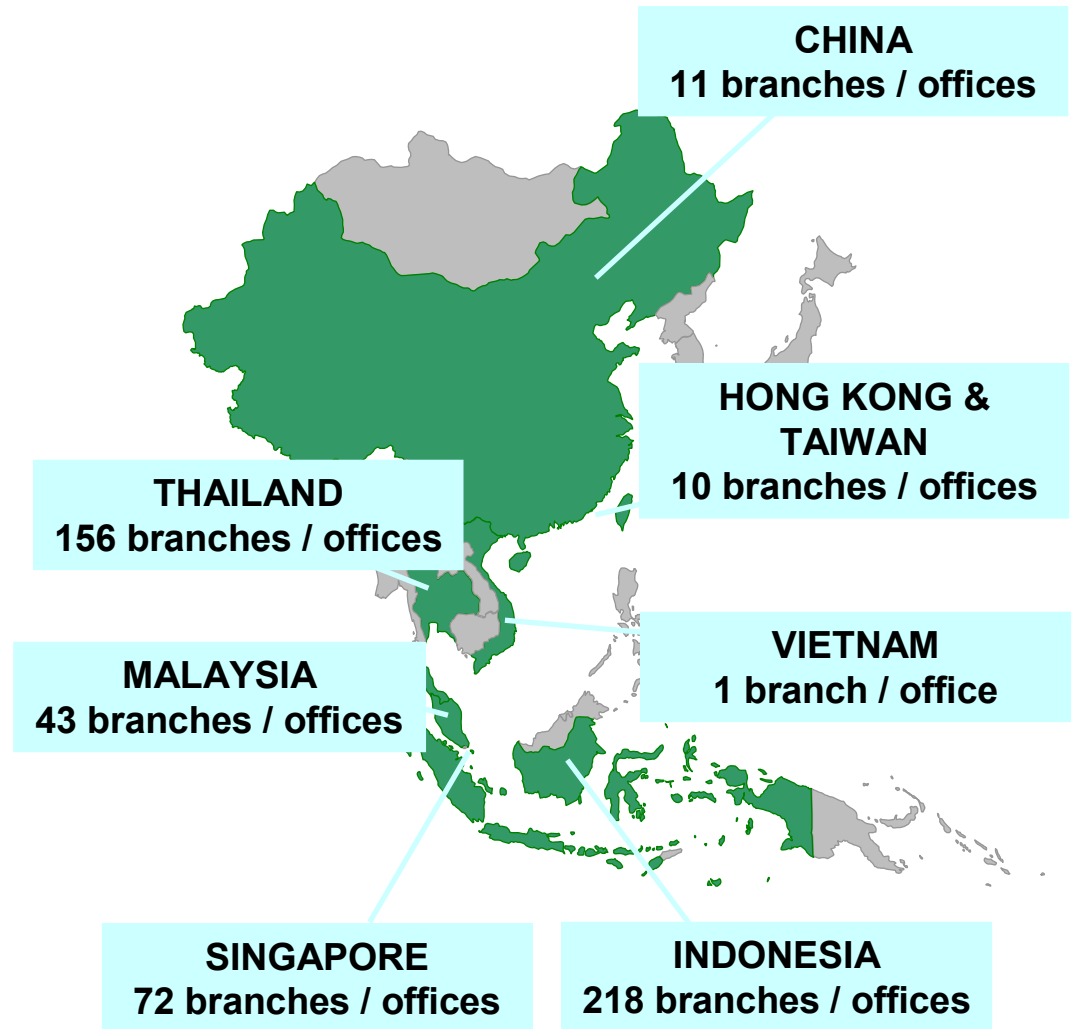 CHINA
11 branches / offices
HONG KONG &
TAIWAN
10 branches / offices
THAILAND
156 branches / offices
VIETNAM
1 branch / office
MALAYSIA
43 branches / offices
SINGAPORE
72 branches / offices
INDONESIA
218 branches / offices